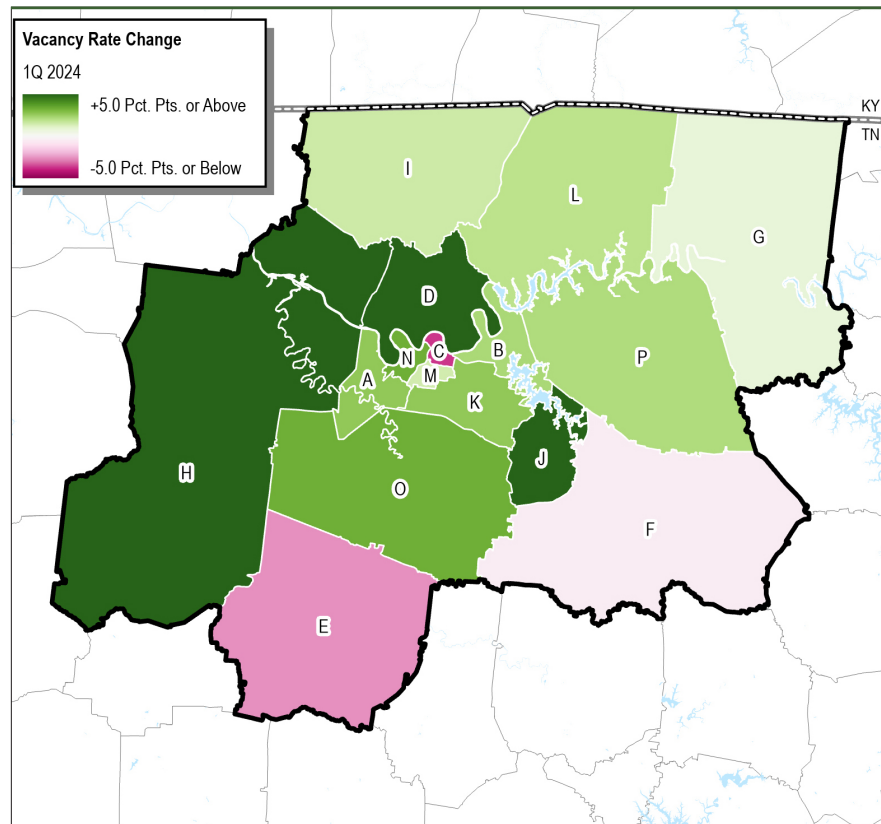 Vacancy Rate Change
1Q 2024
+5.0 Pct. Pts. or Above
-5.0 Pct. Pts. or Below
KY
TN
I
L
G
D
N
C
B
P
A
M
K
H
J
O
F
E